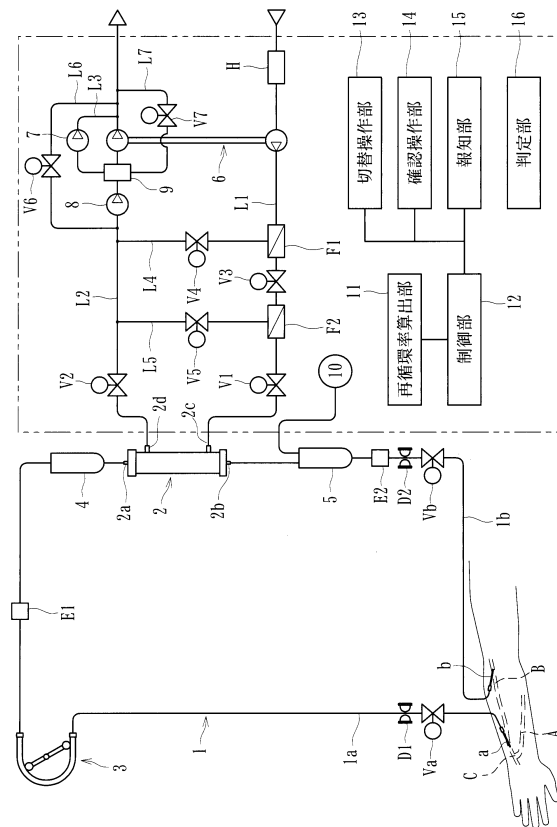 L6
L3
L7
7
V6
V7
H
8
9
6
L1
L2
L4
V4
V3
F1
L5
V5
F2
V2
V1
2d
2c
10
4
2a
2
2b
5
E2
D2
Vb
1b
E1
3
1
1a
D1
Va
b
B
a
C
A
11
再循環率算出部
12
制御部
13
切替操作部
14
確認操作部
15
報知部
16
判定部